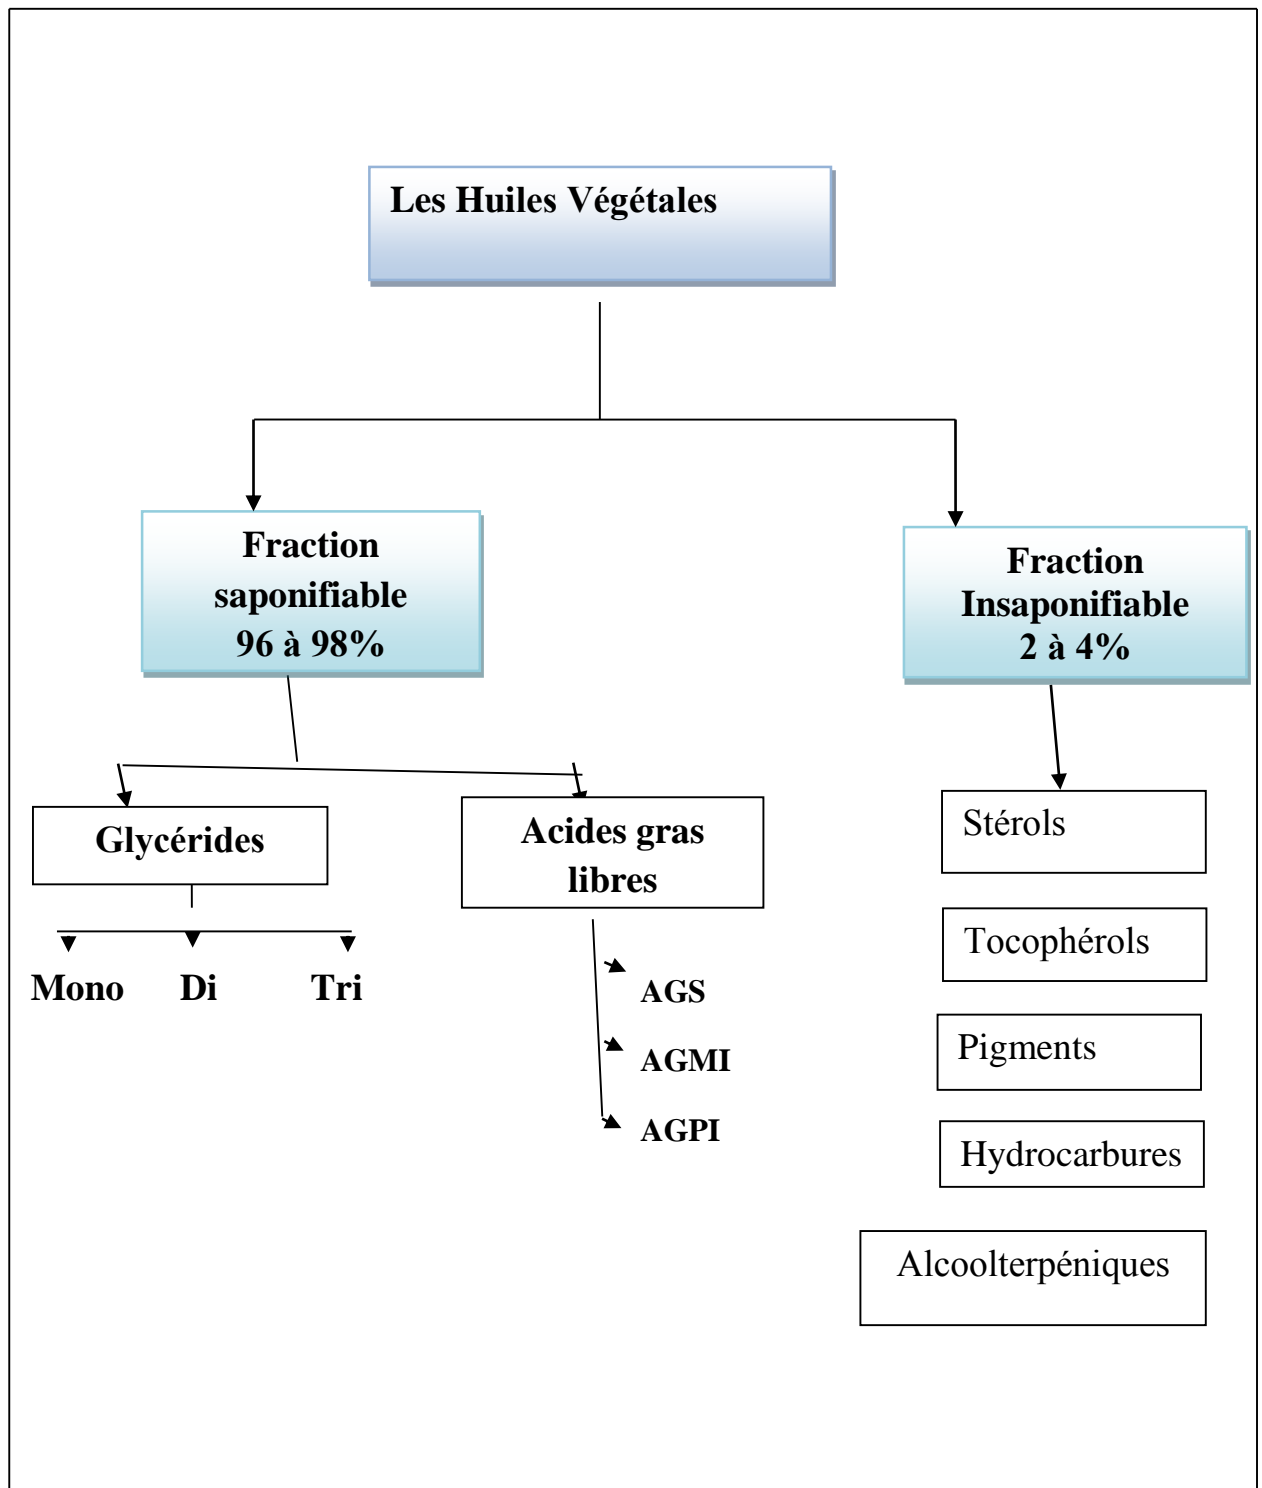 Les Huiles Végétales
Fraction
saponifiable
96 à 98%
Fraction
Insaponifiable
2 à 4%
Glycérides
Acides gras
libres
Mono Di Tri
AGS
AGMI
AGPI
Stérols
Tocophérols
Pigments
Hydrocarbures
Alcoolterpéniques